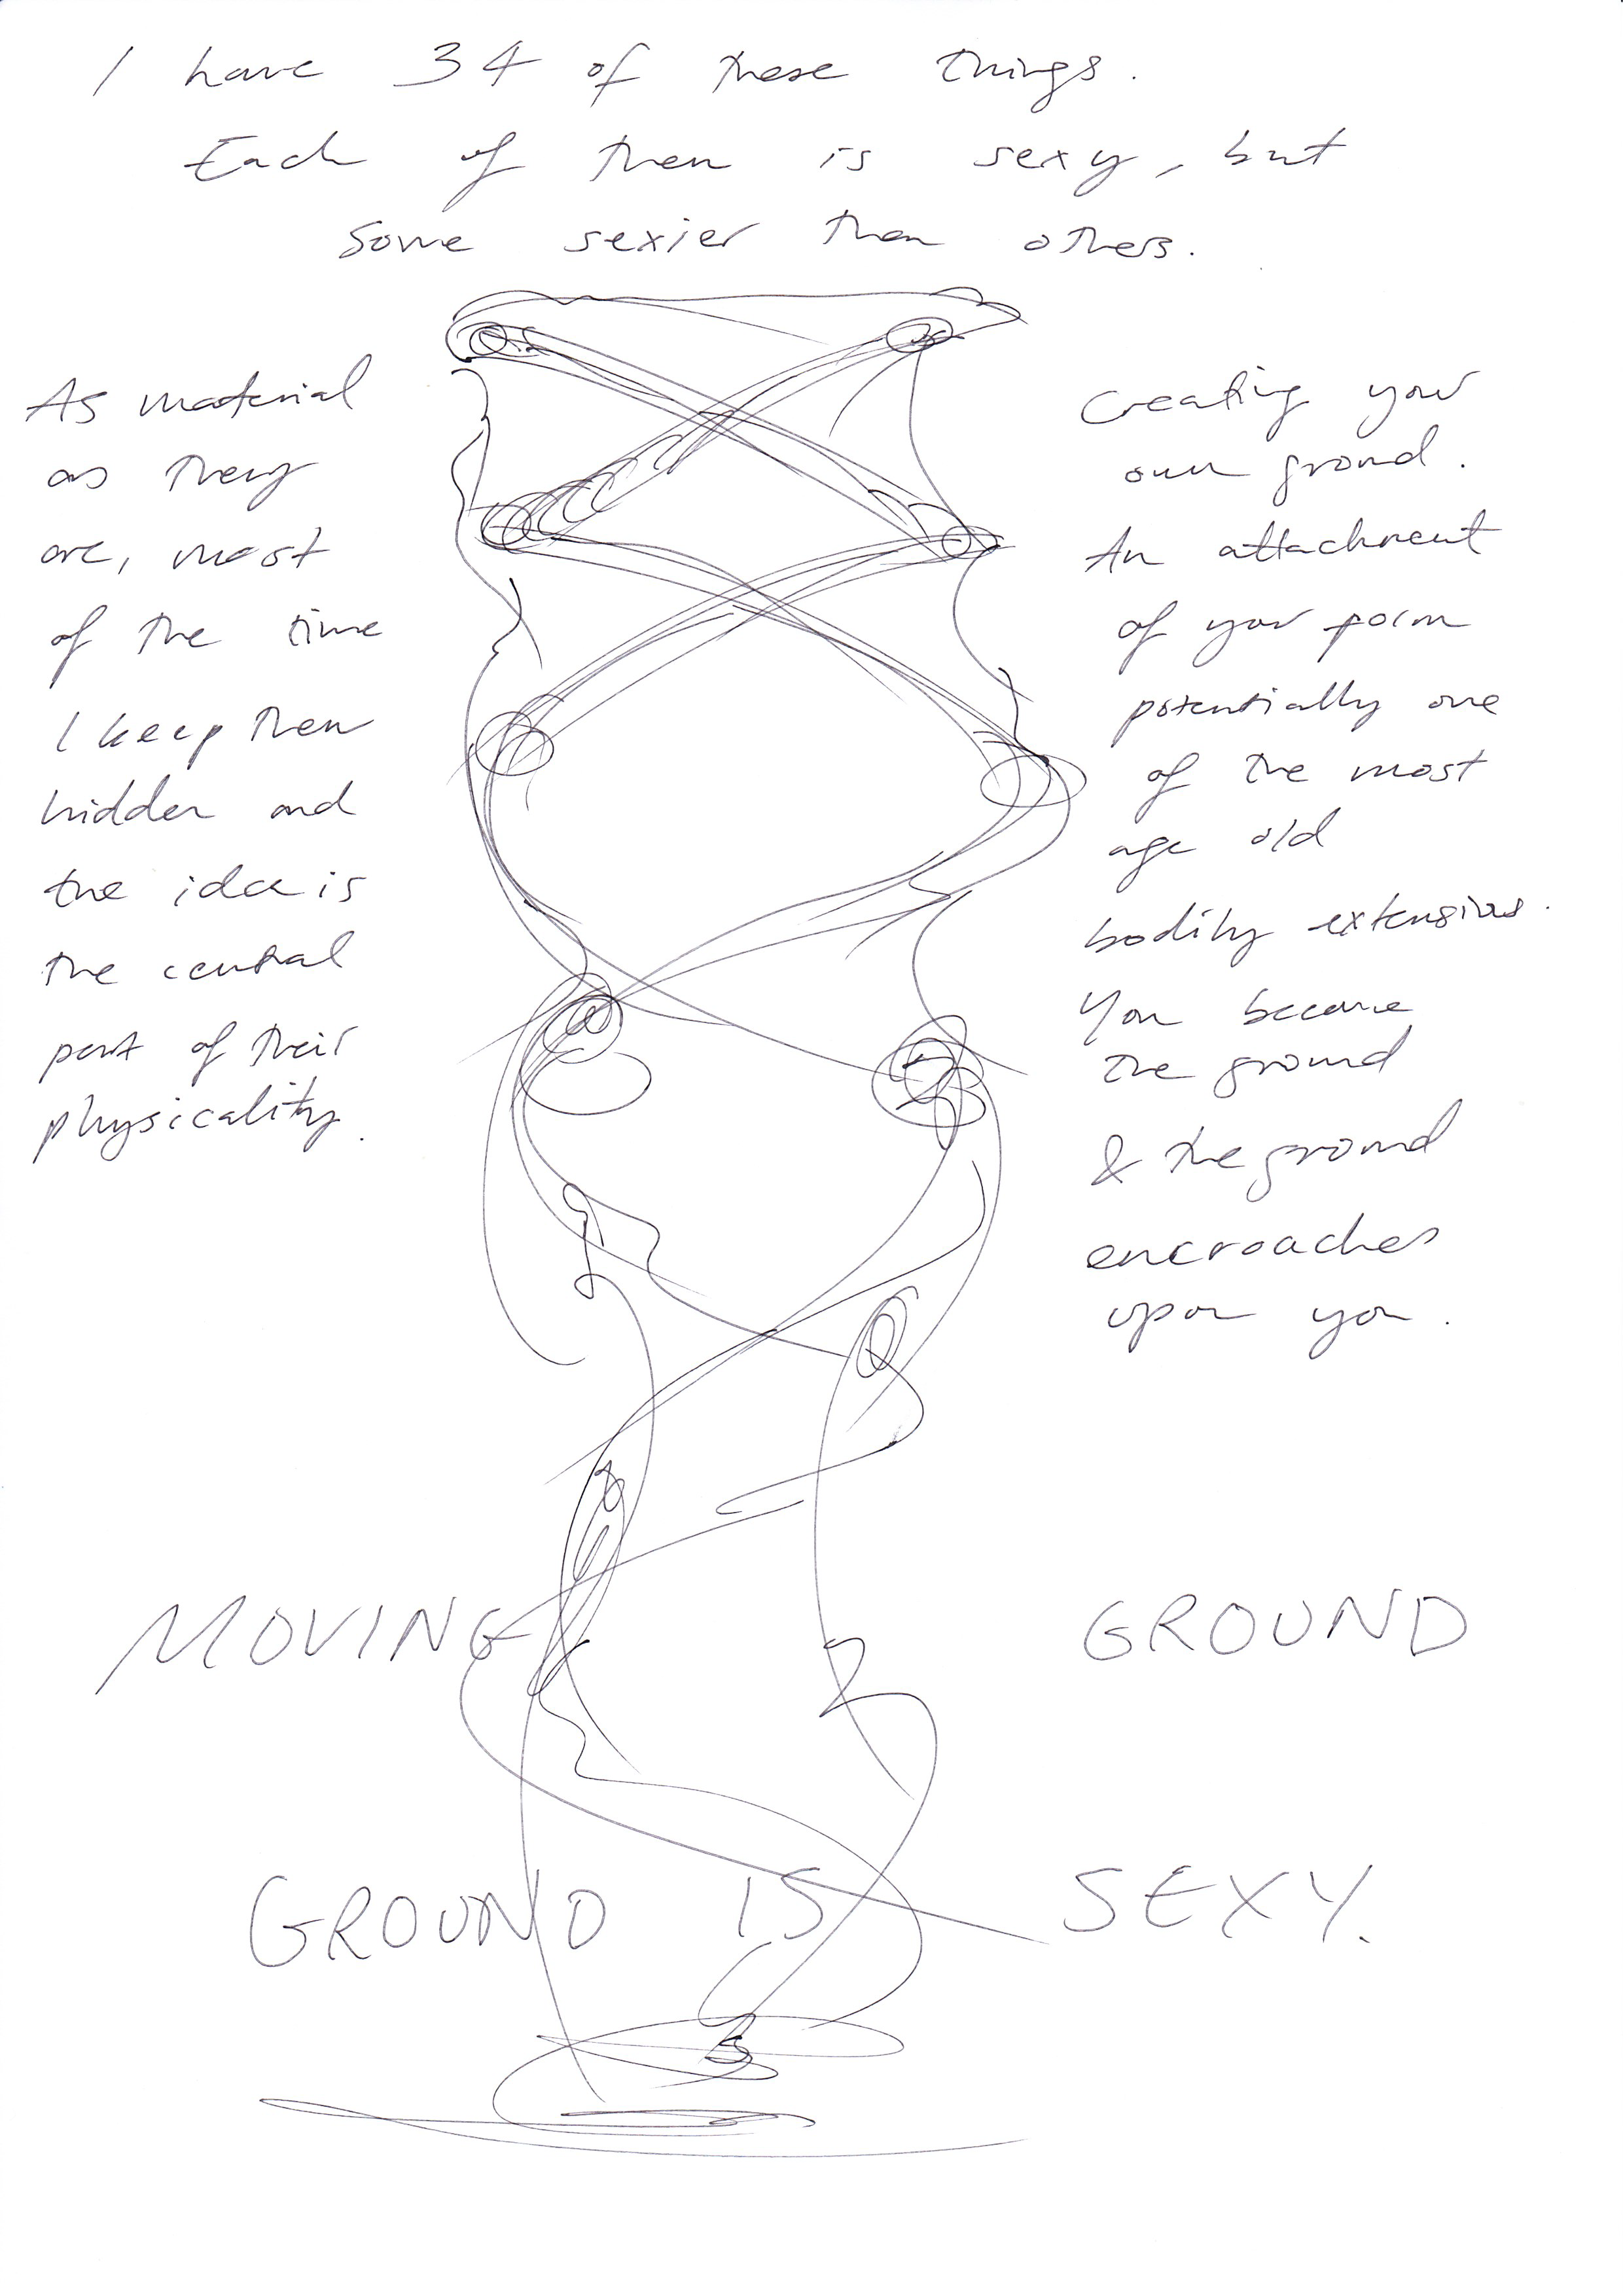 I have 34 of these things.
Each of them is sexy, but
some sexier than others.
As material
as they
are, most
of the time
I keep them
hidden and
the idea is
the central
part of their
physicality.
Creating your
own ground.
An attachment
of your form
potentially one
of the most
age old
bodily extensions.
You become
the ground
& the ground
encroaches
upon you.
MOVING GROUND
GROUND IS SEXY.